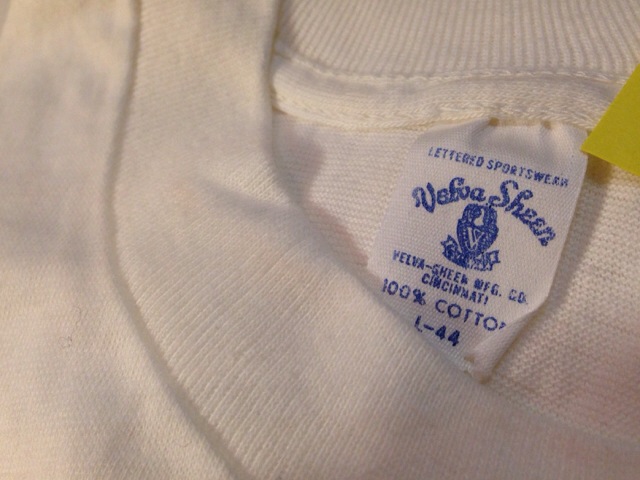 LETTERED SPORTSWEAR
Velva Sheen
VELVA-SHEEN MFG. CO.
CINCINNATI
100% COTTON
L-44